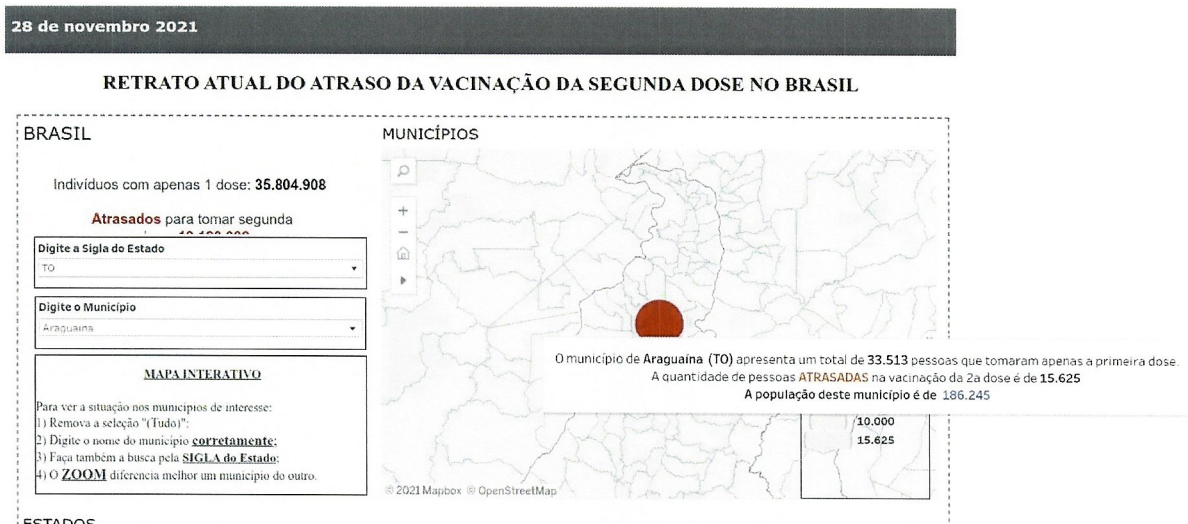 28 de novembro 2021
RETRATO ATUAL DO ATRASO DA VACINAÇÃO DA SEGUNDA DOSE NO BRASIL
BRASIL
Indivíduos com apenas 1 dose: 35.804.908
Atrasados para tomar segunda
Digite a Sigla do Estado
TO
Digite o Município
Araguaína
MAPA INTERATIVO
Para ver a situação nos municípios de interesse:
1) Remova a seleção "(Tudo)":
2) Digite o nome do município corretamente;
3) Faça também a busca pela SIGLA do Estado;
4) O ZOOM diferencia melhor um município do outro.
MUNICÍPIOS
O município de Araguaína (TO) apresenta um total de 33.513 pessoas que tomaram apenas a primeira dose.
A quantidade de pessoas ATRASADAS na vacinação da 2a dose é de 15.625
A população deste município é de 186.245
10.000
15.625
© 2021 Mapbox © OpenStreetMap
ESTADOS